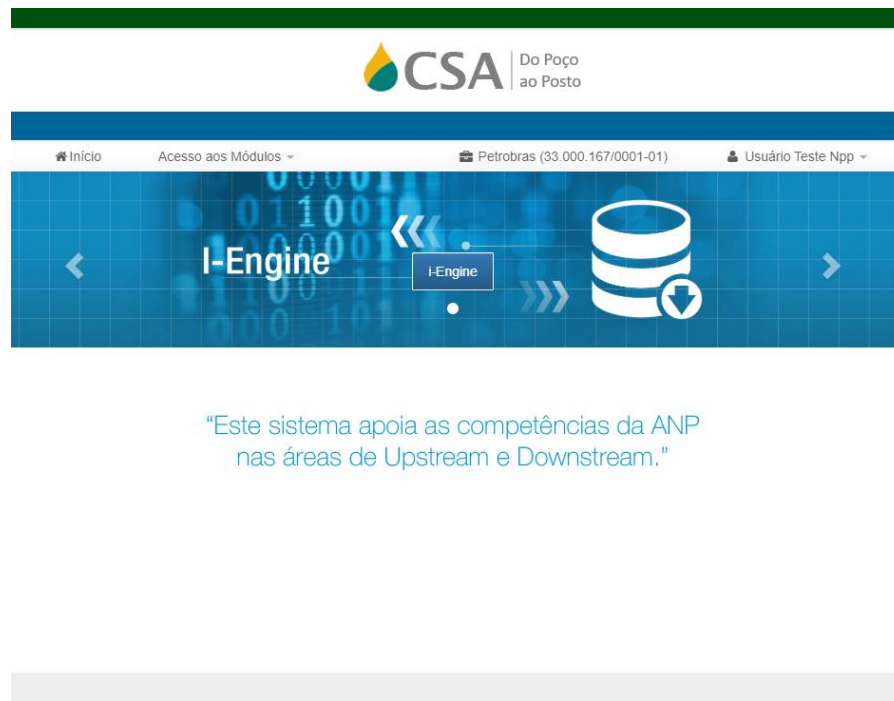 CSA Do Poço
ao Posto
Início Acesso aos Módulos Petrobras (33.000.167/0001-01) Usuário Teste Npp
I-Engine
i-Engine
“Este sistema apoia as competências da ANP
nas áreas de Upstream e Downstream.”